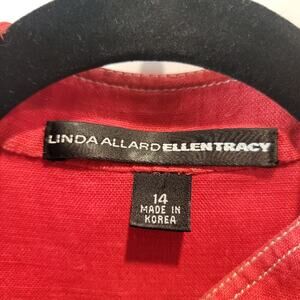 LINDA ALLARD ELLEN TRACY
14
MADE IN
KOREA